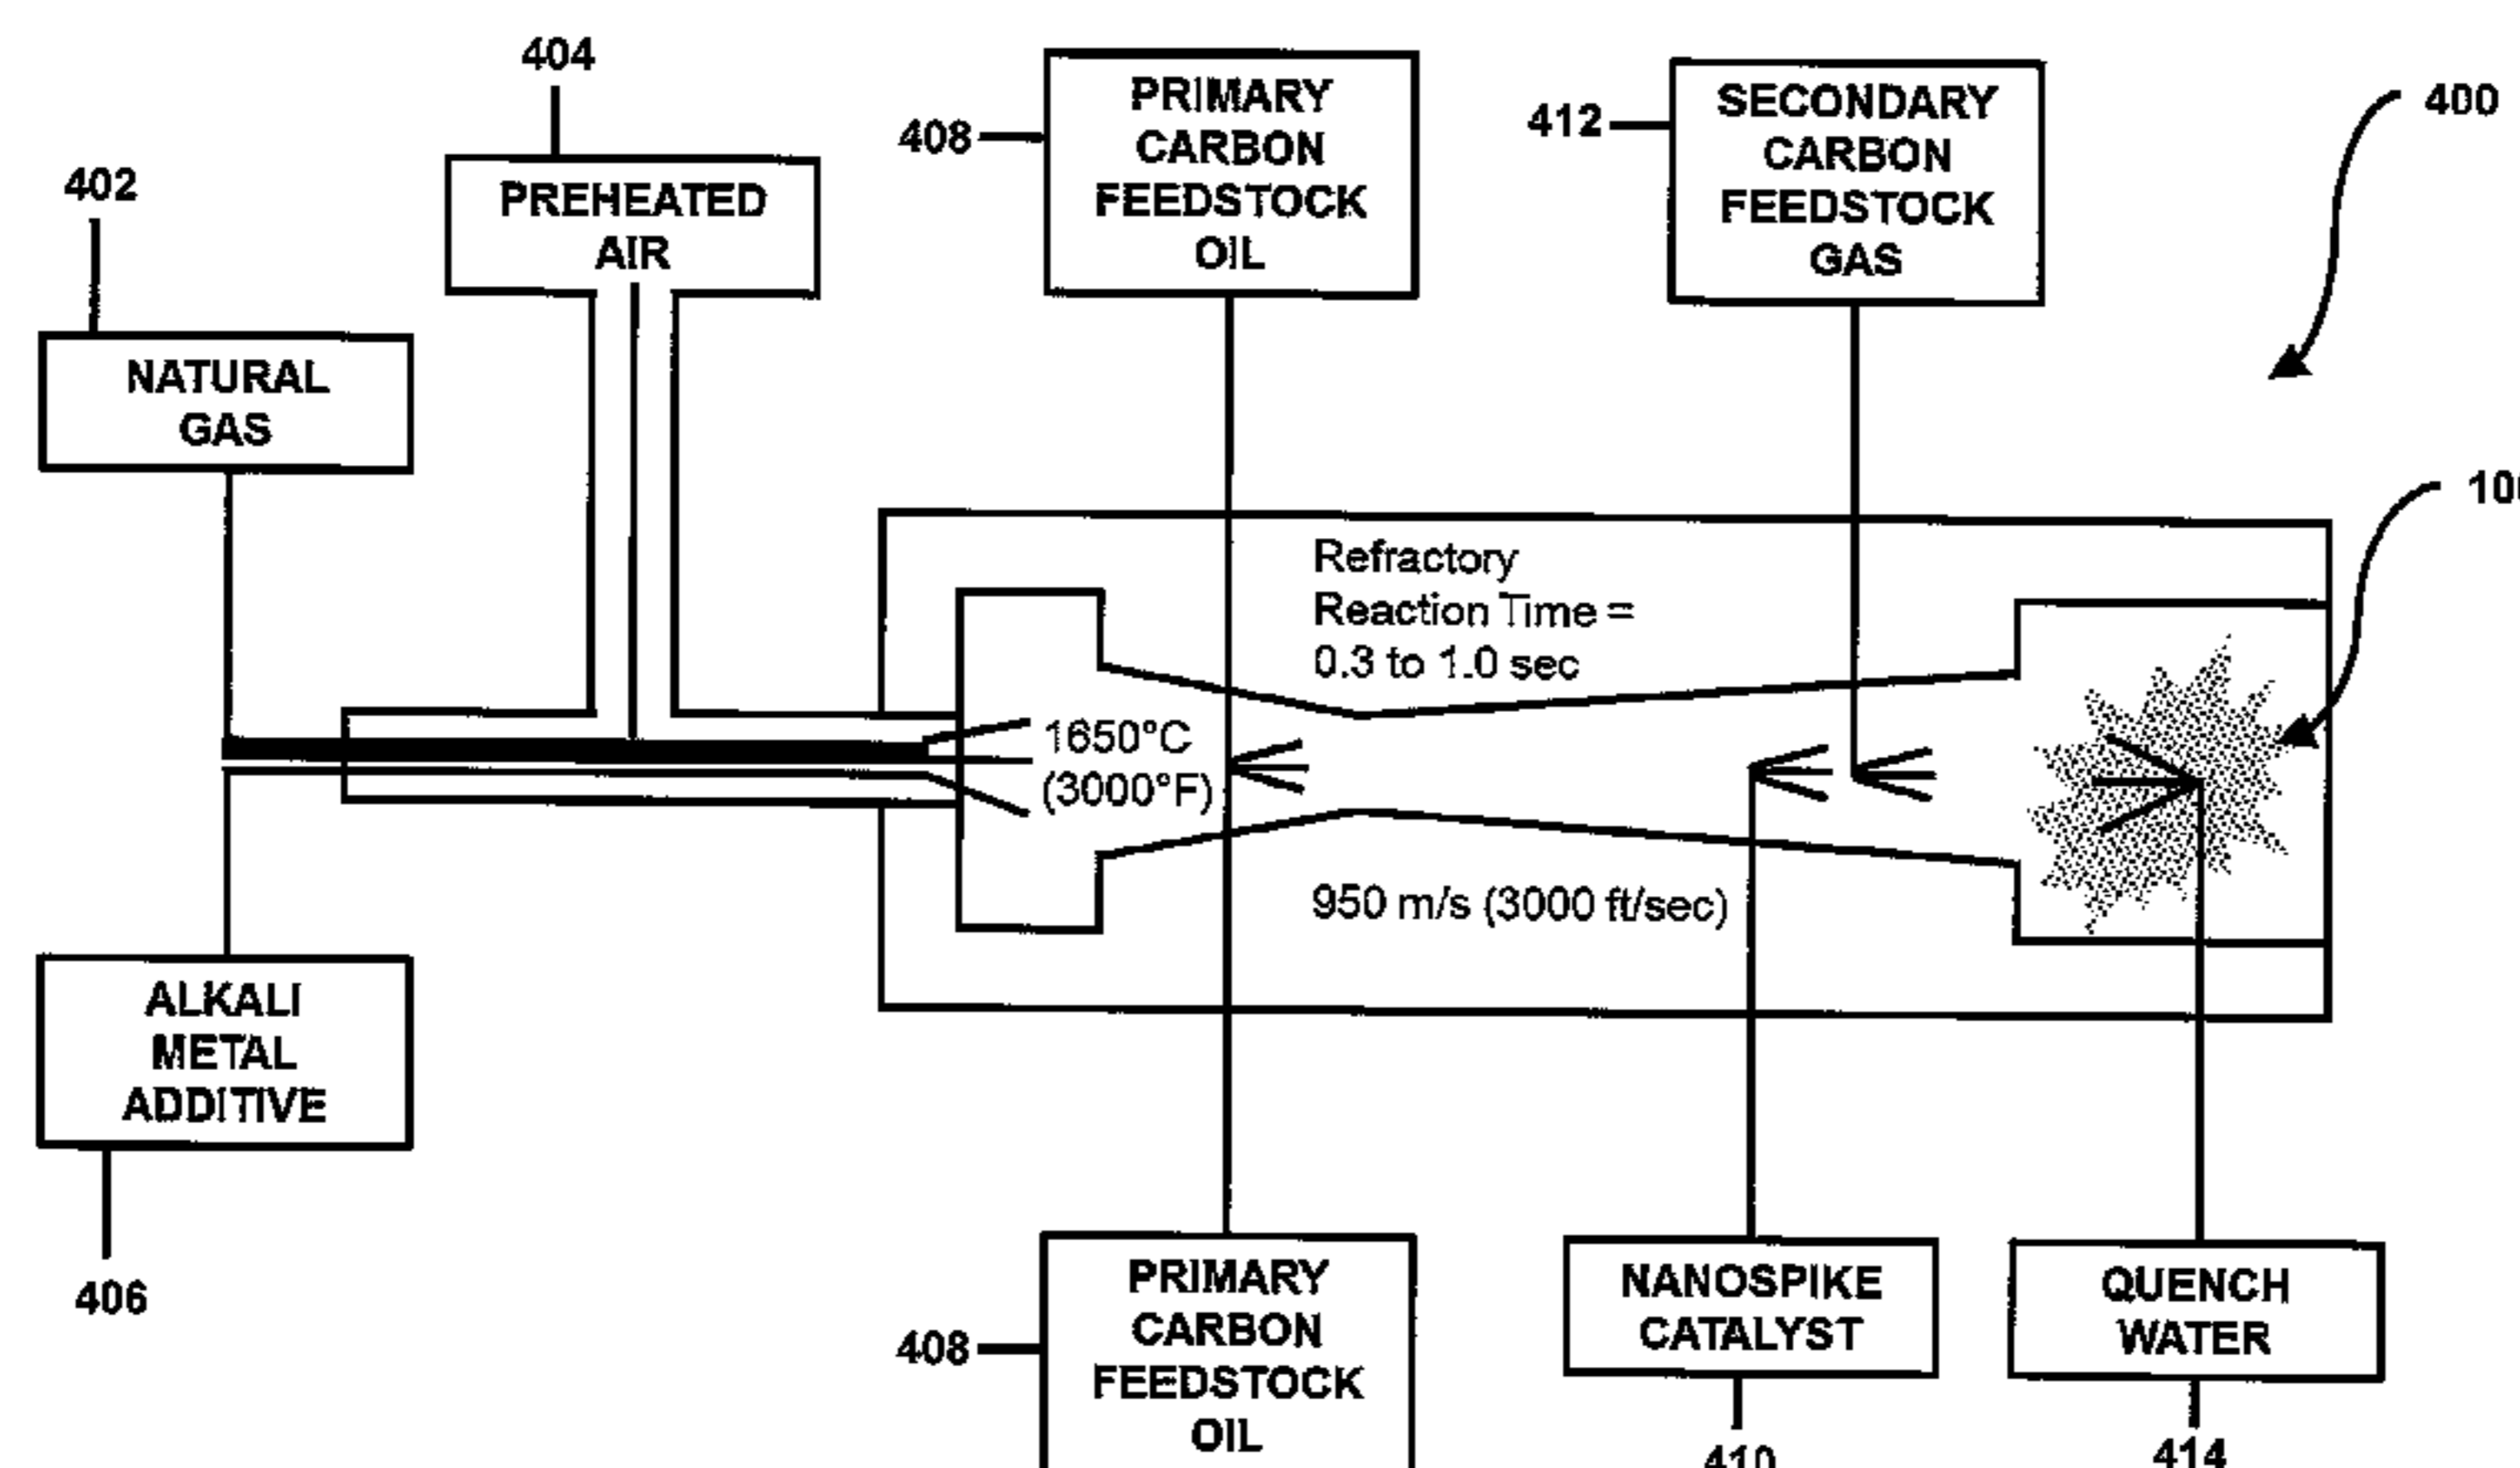 404
PRIMARY
CARBON
FEEDSTOCK
OIL
408
SECONDARY
CARBON
FEEDSTOCK
GAS
412
400
402
PREHEATED
AIR
NATURAL
GAS
Refractory
Reaction Time =
0.3 to 1.0 sec
1650°C
(3000°F)
950 m/s (3000 ft/sec)
ALKALI
METAL
ADDITIVE
406
PRIMARY
CARBON
FEEDSTOCK
OIL
408
NANOSPIKE
CATALYST
410
QUENCH
WATER
414